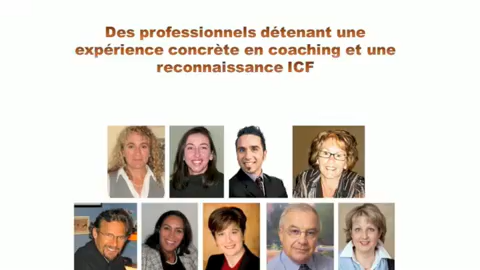 Des professionnels détenant une
expérience concrète en coaching et une
reconnaissance ICF